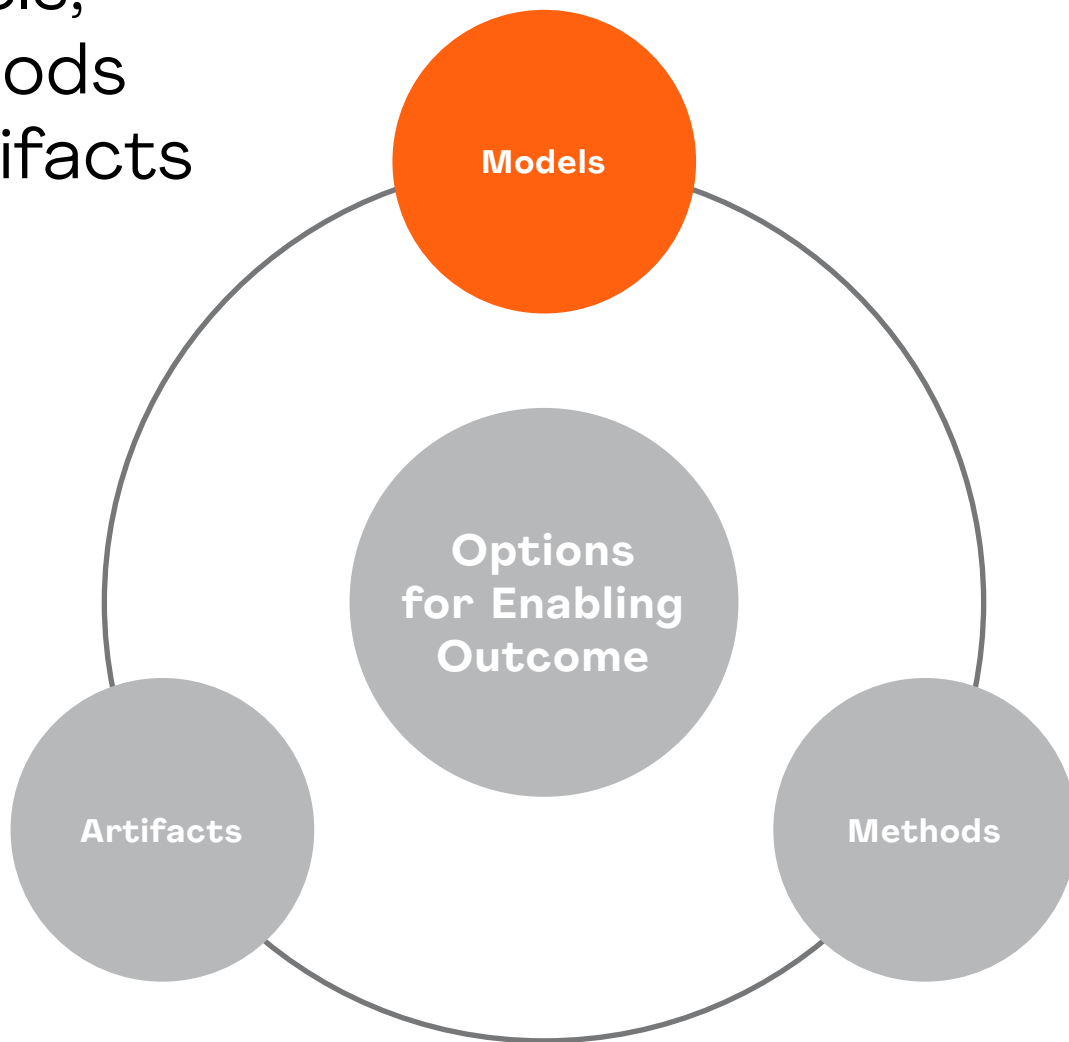 ods
ifacts
Models
Options
for Enabling
Outcome
Artifacts
Methods